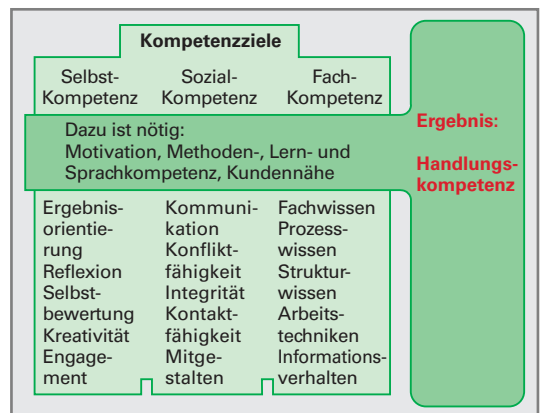 Kompetenzziele
Selbst-
Kompetenz
Sozial-
Kompetenz
Fach-
Kompetenz
Dazu ist nötig:
Motivation, Methoden-, Lern- und
Sprachkompetenz, Kundennähe
Ergebnis-
orientie-
rung
Reflexion
Selbst-
bewertung
Kreativität
Engage-
ment
Kommuni-
kation
Konflikt-
fähigkeit
Integrität
Kontakt-
fähigkeit
Mitge-
stalten
Fachwissen
Prozess-
wissen
Struktur-
wissen
Arbeits-
techniken
Informations-
verhalten
Ergebnis:
Handlungs-
kompetenz